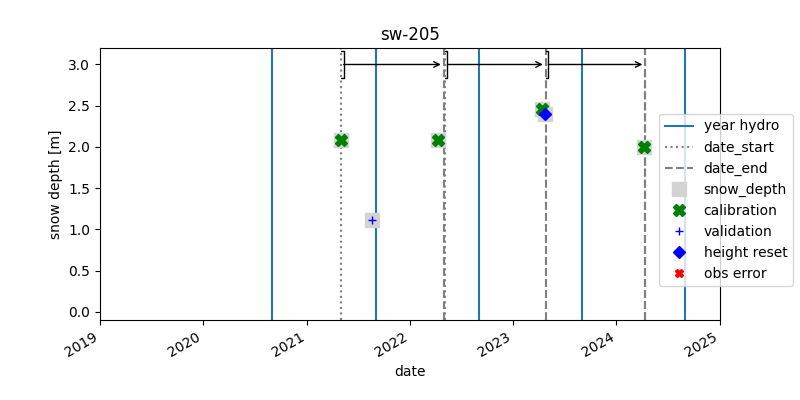 sw-205
snow depth [m]
3.0
2.5
2.0
1.5
1.0
0.5
0.0
year hydro
date_start
date_end
snow_depth
calibration
validation
height reset
obs error
2019
2020
2021
2022
2023
2024
2025
date